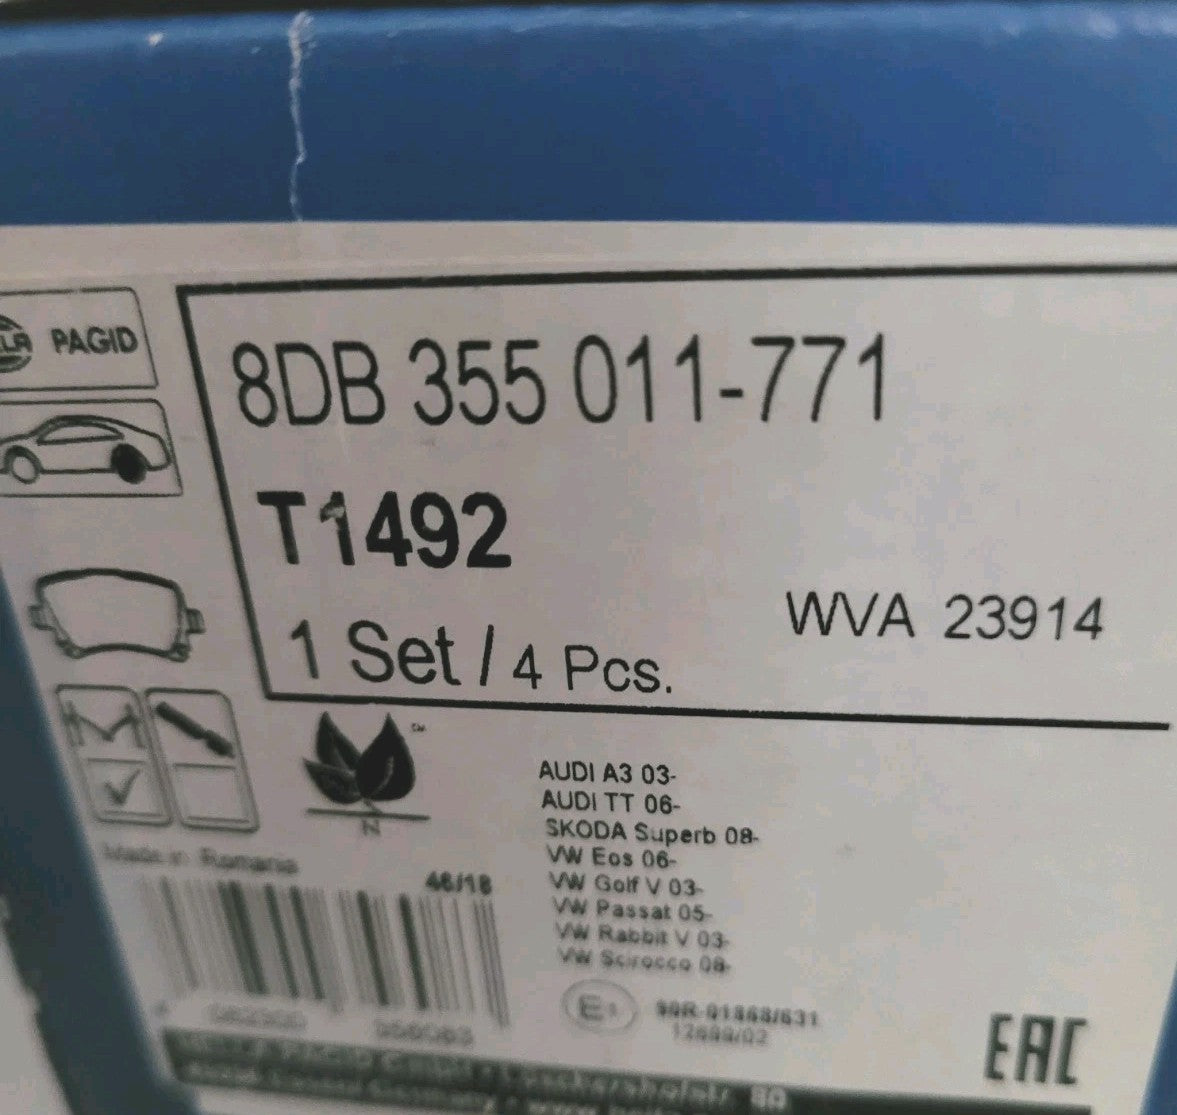 PAGID
8DB 355 011-771
T1492
1 Set / 4 Pcs.
WVA 23914
TM
N
AUDI A3 03-
AUDI TT 06-
SKODA Superb 08-
VW Eos 06-
VW Golf V 03-
VW Passat 05-
VW Rabbit V 03-
VW Scirocco 08-
Made in Romania
46/18
E1
EAC